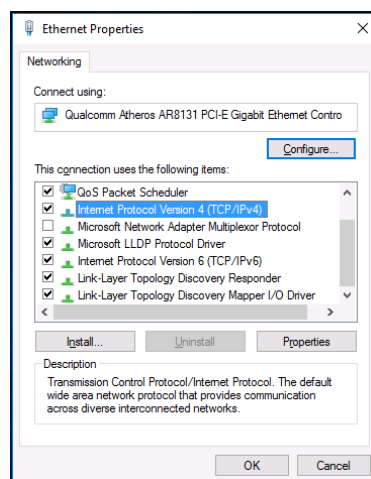 Ethernet Properties
Networking
Connect using:
Qualcomm Atheros AR8131 PCI-E Gigabit Ethernet Contro
Configure...
This connection uses the following items:
QoS Packet Scheduler
Internet Protocol Version 4 (TCP/IPv4)
Microsoft Network Adapter Multiplexor Protocol
Microsoft LLDP Protocol Driver
Internet Protocol Version 6 (TCP/IPv6)
Link-Layer Topology Discovery Responder
Link-Layer Topology Discovery Mapper I/O Driver
Install... Uninstall Properties
Description
Transmission Control Protocol/Internet Protocol. The default
wide area network protocol that provides communication
across diverse interconnected networks.
OK Cancel